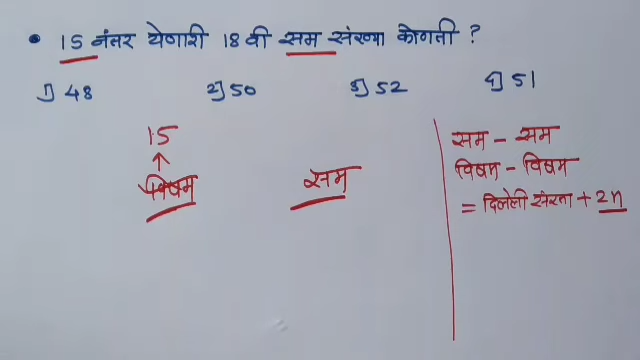 • 15 नंतर येणारी 18 वी सम संख्या कोणती ?
1) 48 2) 50 3) 52 4) 51
15
विषम सम
सम - सम
विषम - विषम
= दिलेली संख्या + 2n